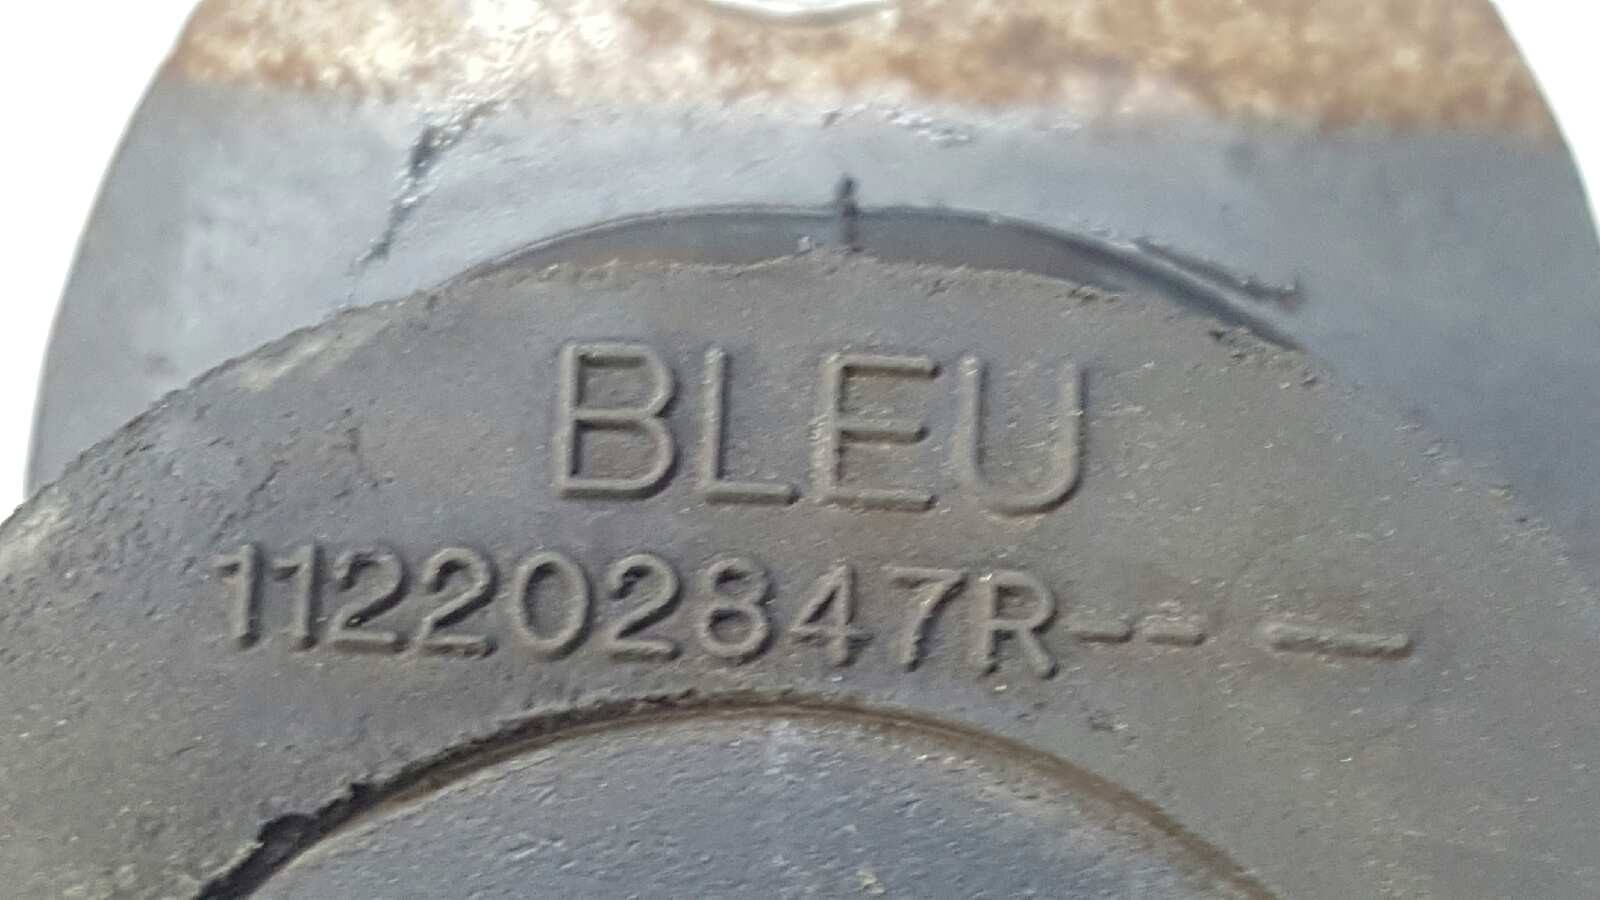 BLEU
112202847R-- —